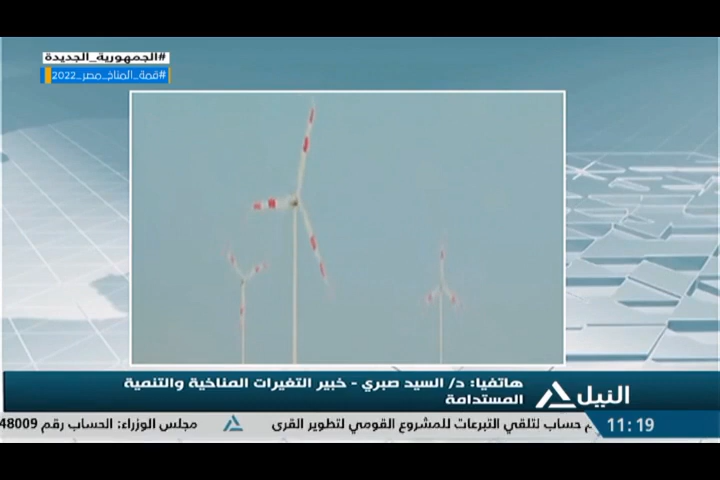 #الجمهورية_الجديدة
#قمة_المناخ_مصر_2022
هاتفيا: د/ السيد صبري - خبير التغيرات المناخية والتنمية
المستدامة
النيل
م حساب لتلقي التبرعات للمشروع القومي لتطوير القرى
مجلس الوزراء: الحساب رقم 48009
11:19